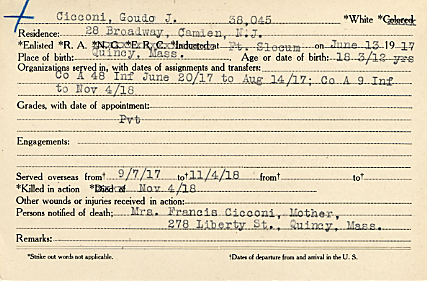 Cicconi, Goudo J. 38,045 *White *Colored
Residence: 28 Broadway, Camden, N.J.
*Enlisted *R. A. *N.G. *E.R.C. *Inducted at Ft. Slocum on June 13 1917
Place of birth: Quincy, Mass. Age or date of birth: 18 3/12 yrs
Organizations served in, with dates of assignments and transfers:
Co A 48 Inf June 20/17 to Aug 14/17; Co A 9 Inf
to Nov 4/18
Grades, with date of appointment:
Pvt
Engagements:
Served overseas from† 9/7/17 to† 11/4/18 from† to†
*Killed in action *Died of Nov 4/18
Other wounds or injuries received in action:
Persons notified of death: Mrs. Francis Cicconi, Mother,
278 Liberty St., Quincy, Mass.
Remarks:
*Strike out words not applicable. †Dates of departure from and arrival in the U. S.